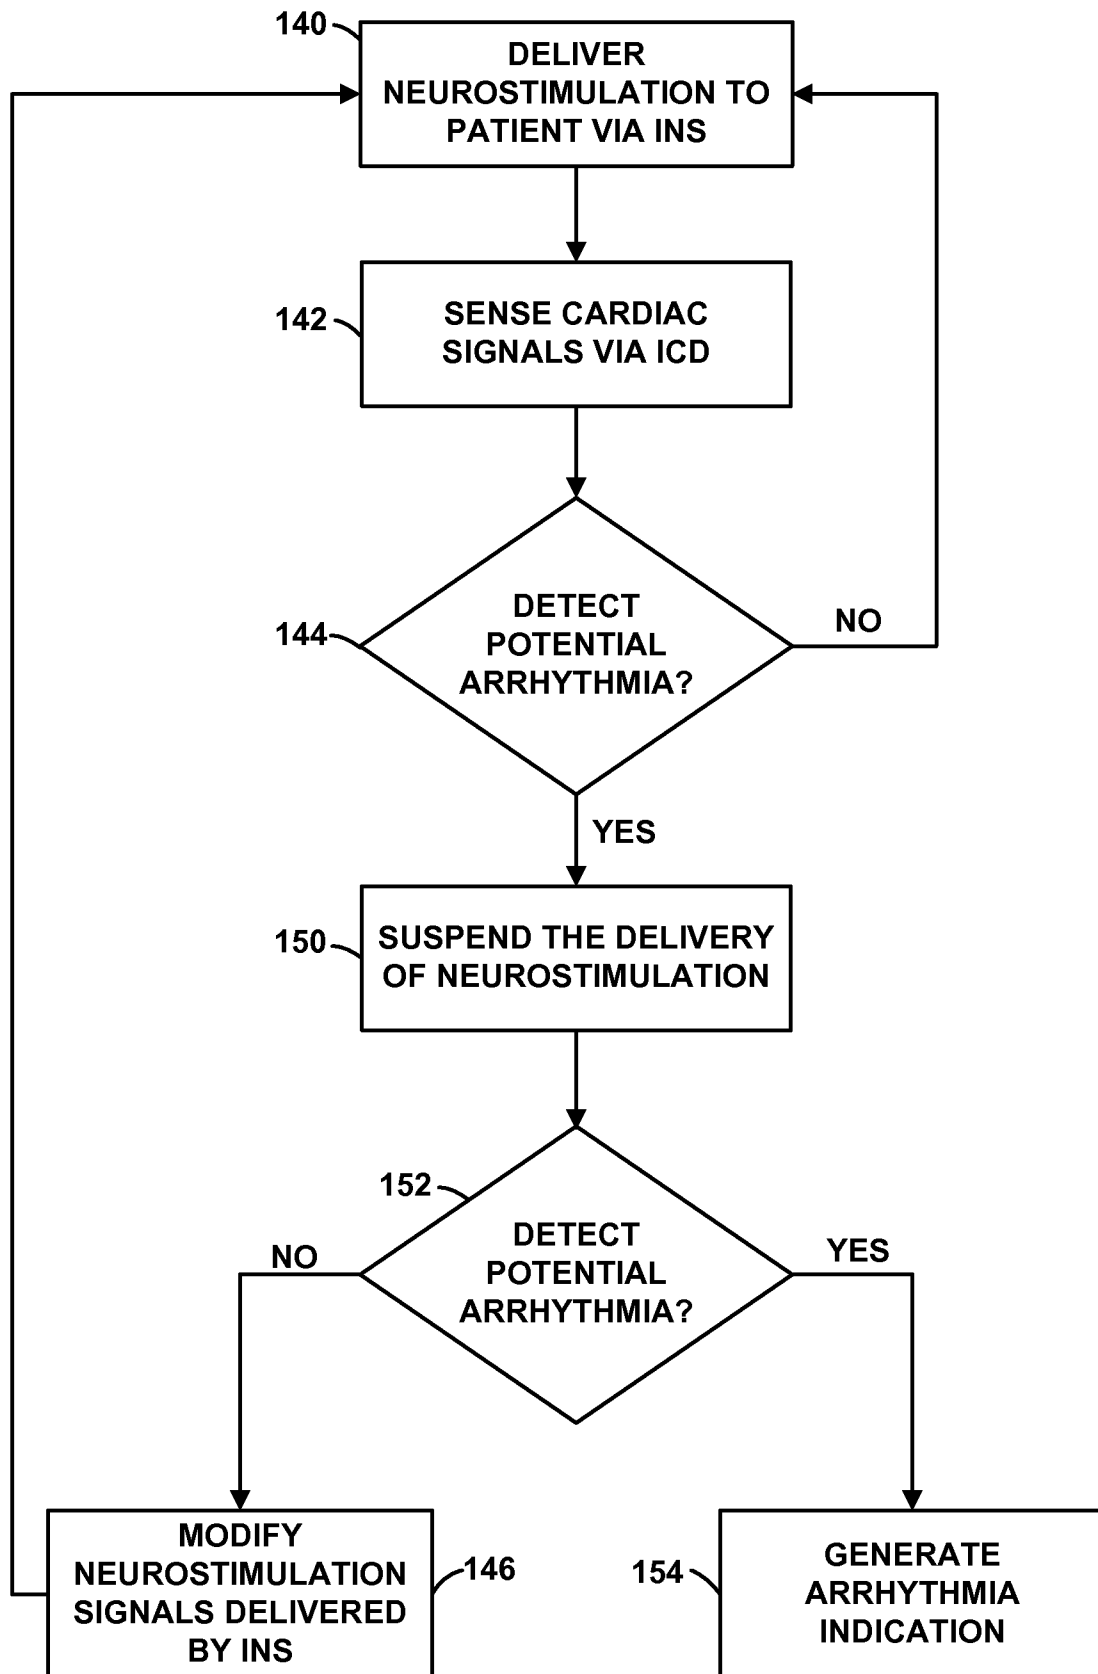 140
DELIVER
NEUROSTIMULATION TO
PATIENT VIA INS
142
SENSE CARDIAC
SIGNALS VIA ICD
144
DETECT
POTENTIAL
ARRHYTHMIA?
NO
YES
150
SUSPEND THE DELIVERY
OF NEUROSTIMULATION
152
DETECT
POTENTIAL
ARRHYTHMIA?
NO
YES
MODIFY
NEUROSTIMULATION
SIGNALS DELIVERED
BY INS
146
154
GENERATE
ARRHYTHMIA
INDICATION